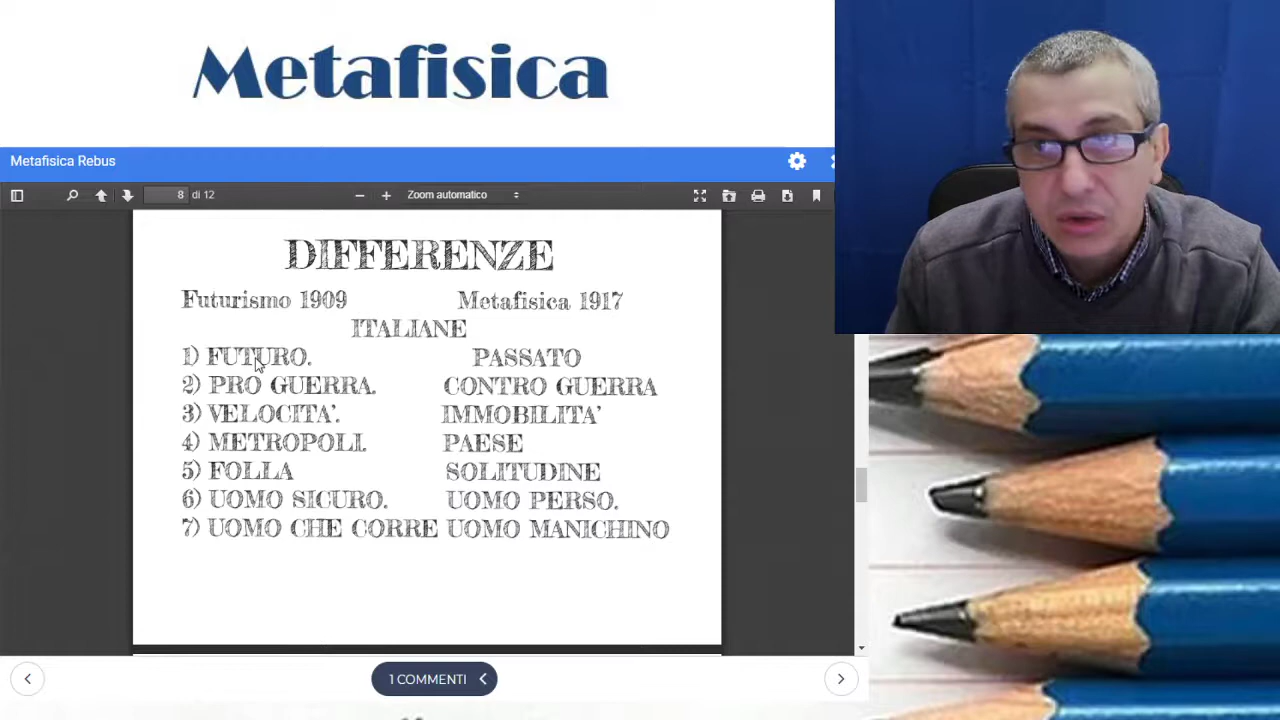 Metafisica
Metafisica Rebus
8 di 12
Zoom automatico
DIFFERENZE
Futurismo 1909 Metafisica 1917
ITALIANE
1) FUTURO. PASSATO
2) PRO GUERRA. CONTRO GUERRA
3) VELOCITA'. IMMOBILITA'
4) METROPOLI. PAESE
5) FOLLA SOLITUDINE
6) UOMO SICURO. UOMO PERSO.
7) UOMO CHE CORRE UOMO MANICHINO
1 COMMENTI